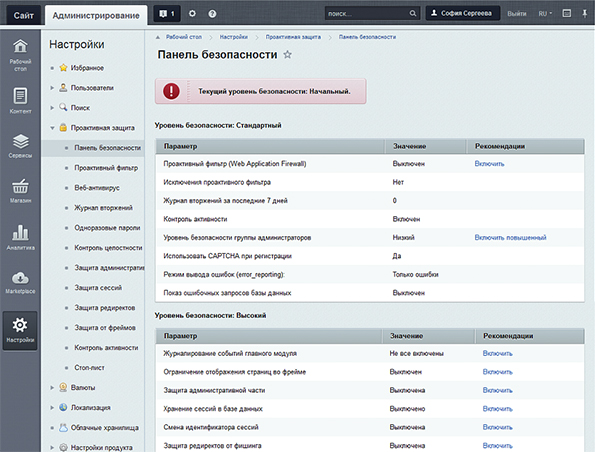 Сайт Администрирование 1 поиск... София Сергеева Выйти RU
Рабочий стол
Контент
Сервисы
Магазин
Аналитика
Marketplace
Настройки
Настройки
Избранное
Пользователи
Поиск
Проактивная защита
Панель безопасности
Проактивный фильтр
Веб-антивирус
Журнал вторжений
Одноразовые пароли
Контроль целостности
Защита административ
Защита сессий
Защита редиректов
Защита от фреймов
Контроль активности
Стоп-лист
Валюты
Локализация
Облачные хранилища
Настройки продукта
Рабочий стол Настройки Проактивная защита Панель безопасности
Панель безопасности
Текущий уровень безопасности: Начальный.
Уровень безопасности: Стандартный
Параметр Значение Рекомендации
Проактивный фильтр (Web Application Firewall) Выключен Включить
Исключения проактивного фильтра Нет
Журнал вторжений за последние 7 дней 0
Контроль активности Включен
Уровень безопасности группы администраторов Низкий Включить повышенный
Использовать CAPTCHA при регистрации Да
Режим вывода ошибок (error_reporting): Только ошибки
Показ ошибочных запросов базы данных Выключен
Уровень безопасности: Высокий
Параметр Значение Рекомендации
Журналирование событий главного модуля Не все включены Включить
Ограничение отображения страниц во фрейме Выключен Включить
Защита административной части Выключена Включить
Хранение сессий в базе данных Выключено Включить
Смена идентификатора сессий Выключена Включить
Защита редиректов от фишинга Выключена Включить